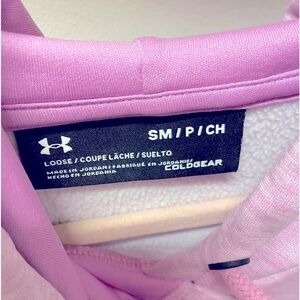 SM / P / CH
LOOSE / COUPE LÂCHE / SUELTO
MADE IN JORDAN / FABRIQUÉ EN JORDANIE/
HECHO EN JORDANIA
COLDGEAR